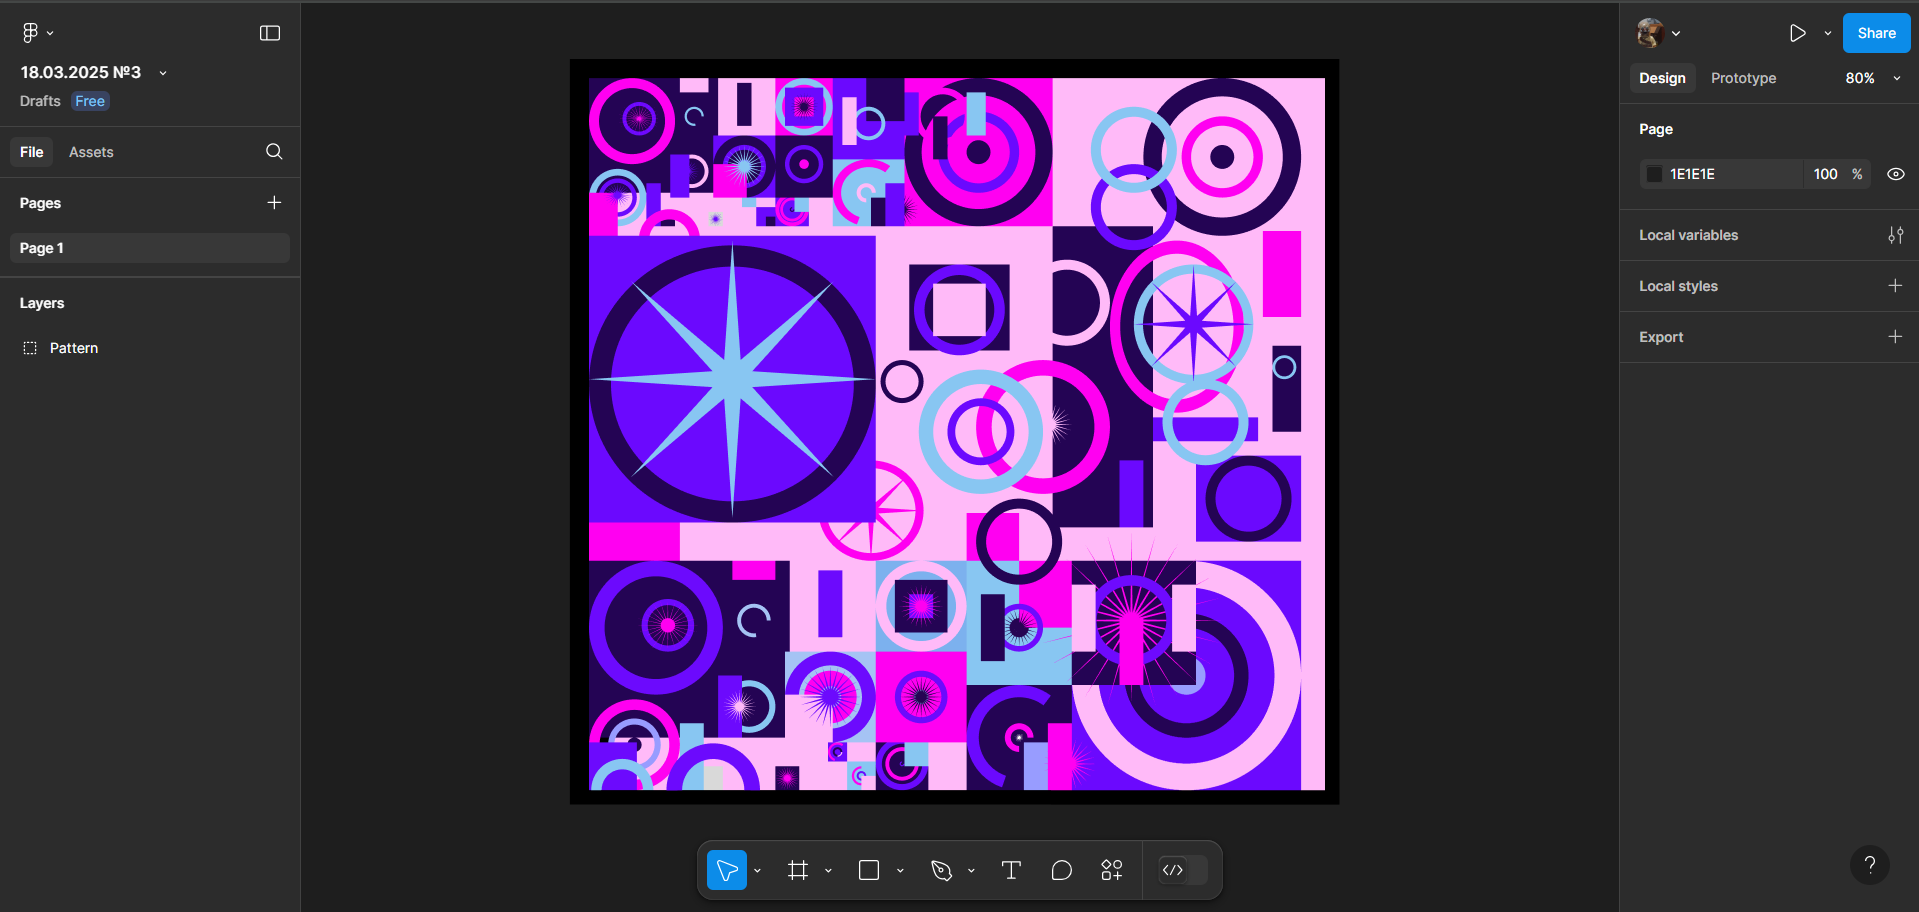 18.03.2025 №3
Drafts Free
File Assets
Pages
Page 1
Layers
Pattern
Share
Design Prototype 80%
Page
1E1E1E 100 %
Local variables
Local styles
Export
?